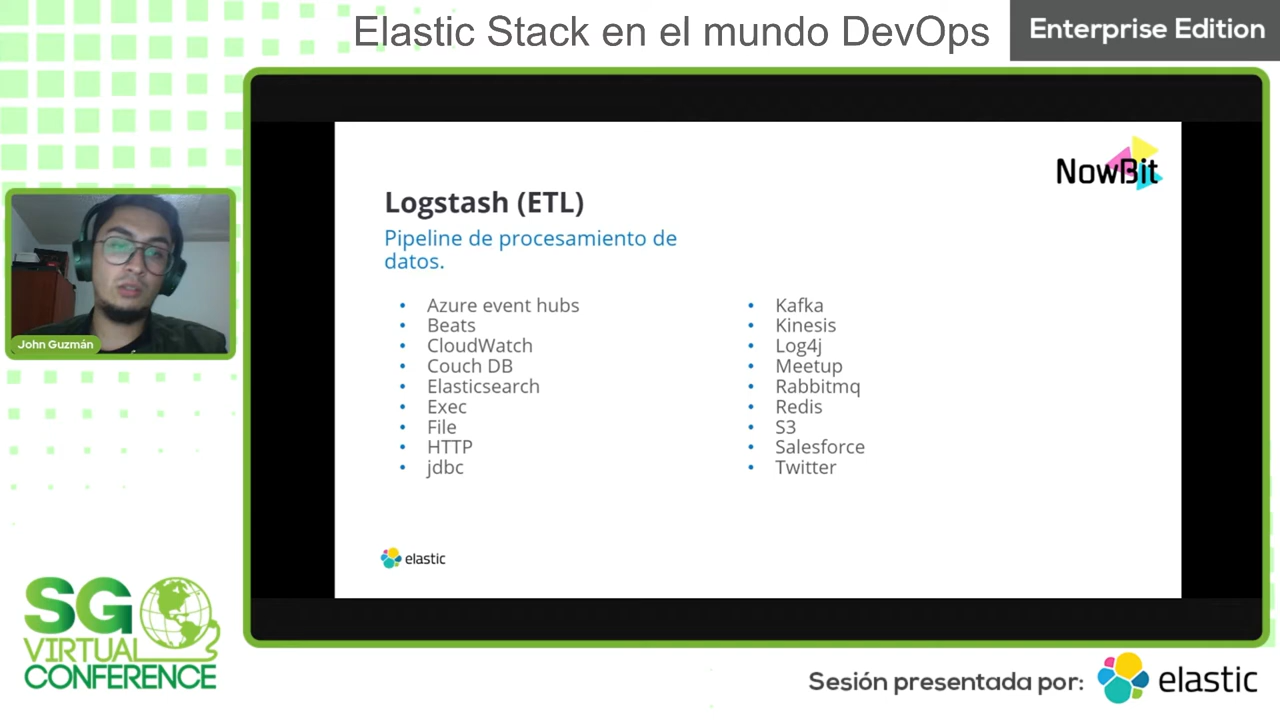 Elastic Stack en el mundo DevOps
Enterprise Edition
NowBit
Logstash (ETL)
Pipeline de procesamiento de
datos.
• Azure event hubs
• Beats
• CloudWatch
• Couch DB
• Elasticsearch
• Exec
• File
• HTTP
• jdbc
• Kafka
• Kinesis
• Log4j
• Meetup
• Rabbitmq
• Redis
• S3
• Salesforce
• Twitter
elastic
John Guzmán
SG
VIRTUAL
CONFERENCE
Sesión presentada por: elastic